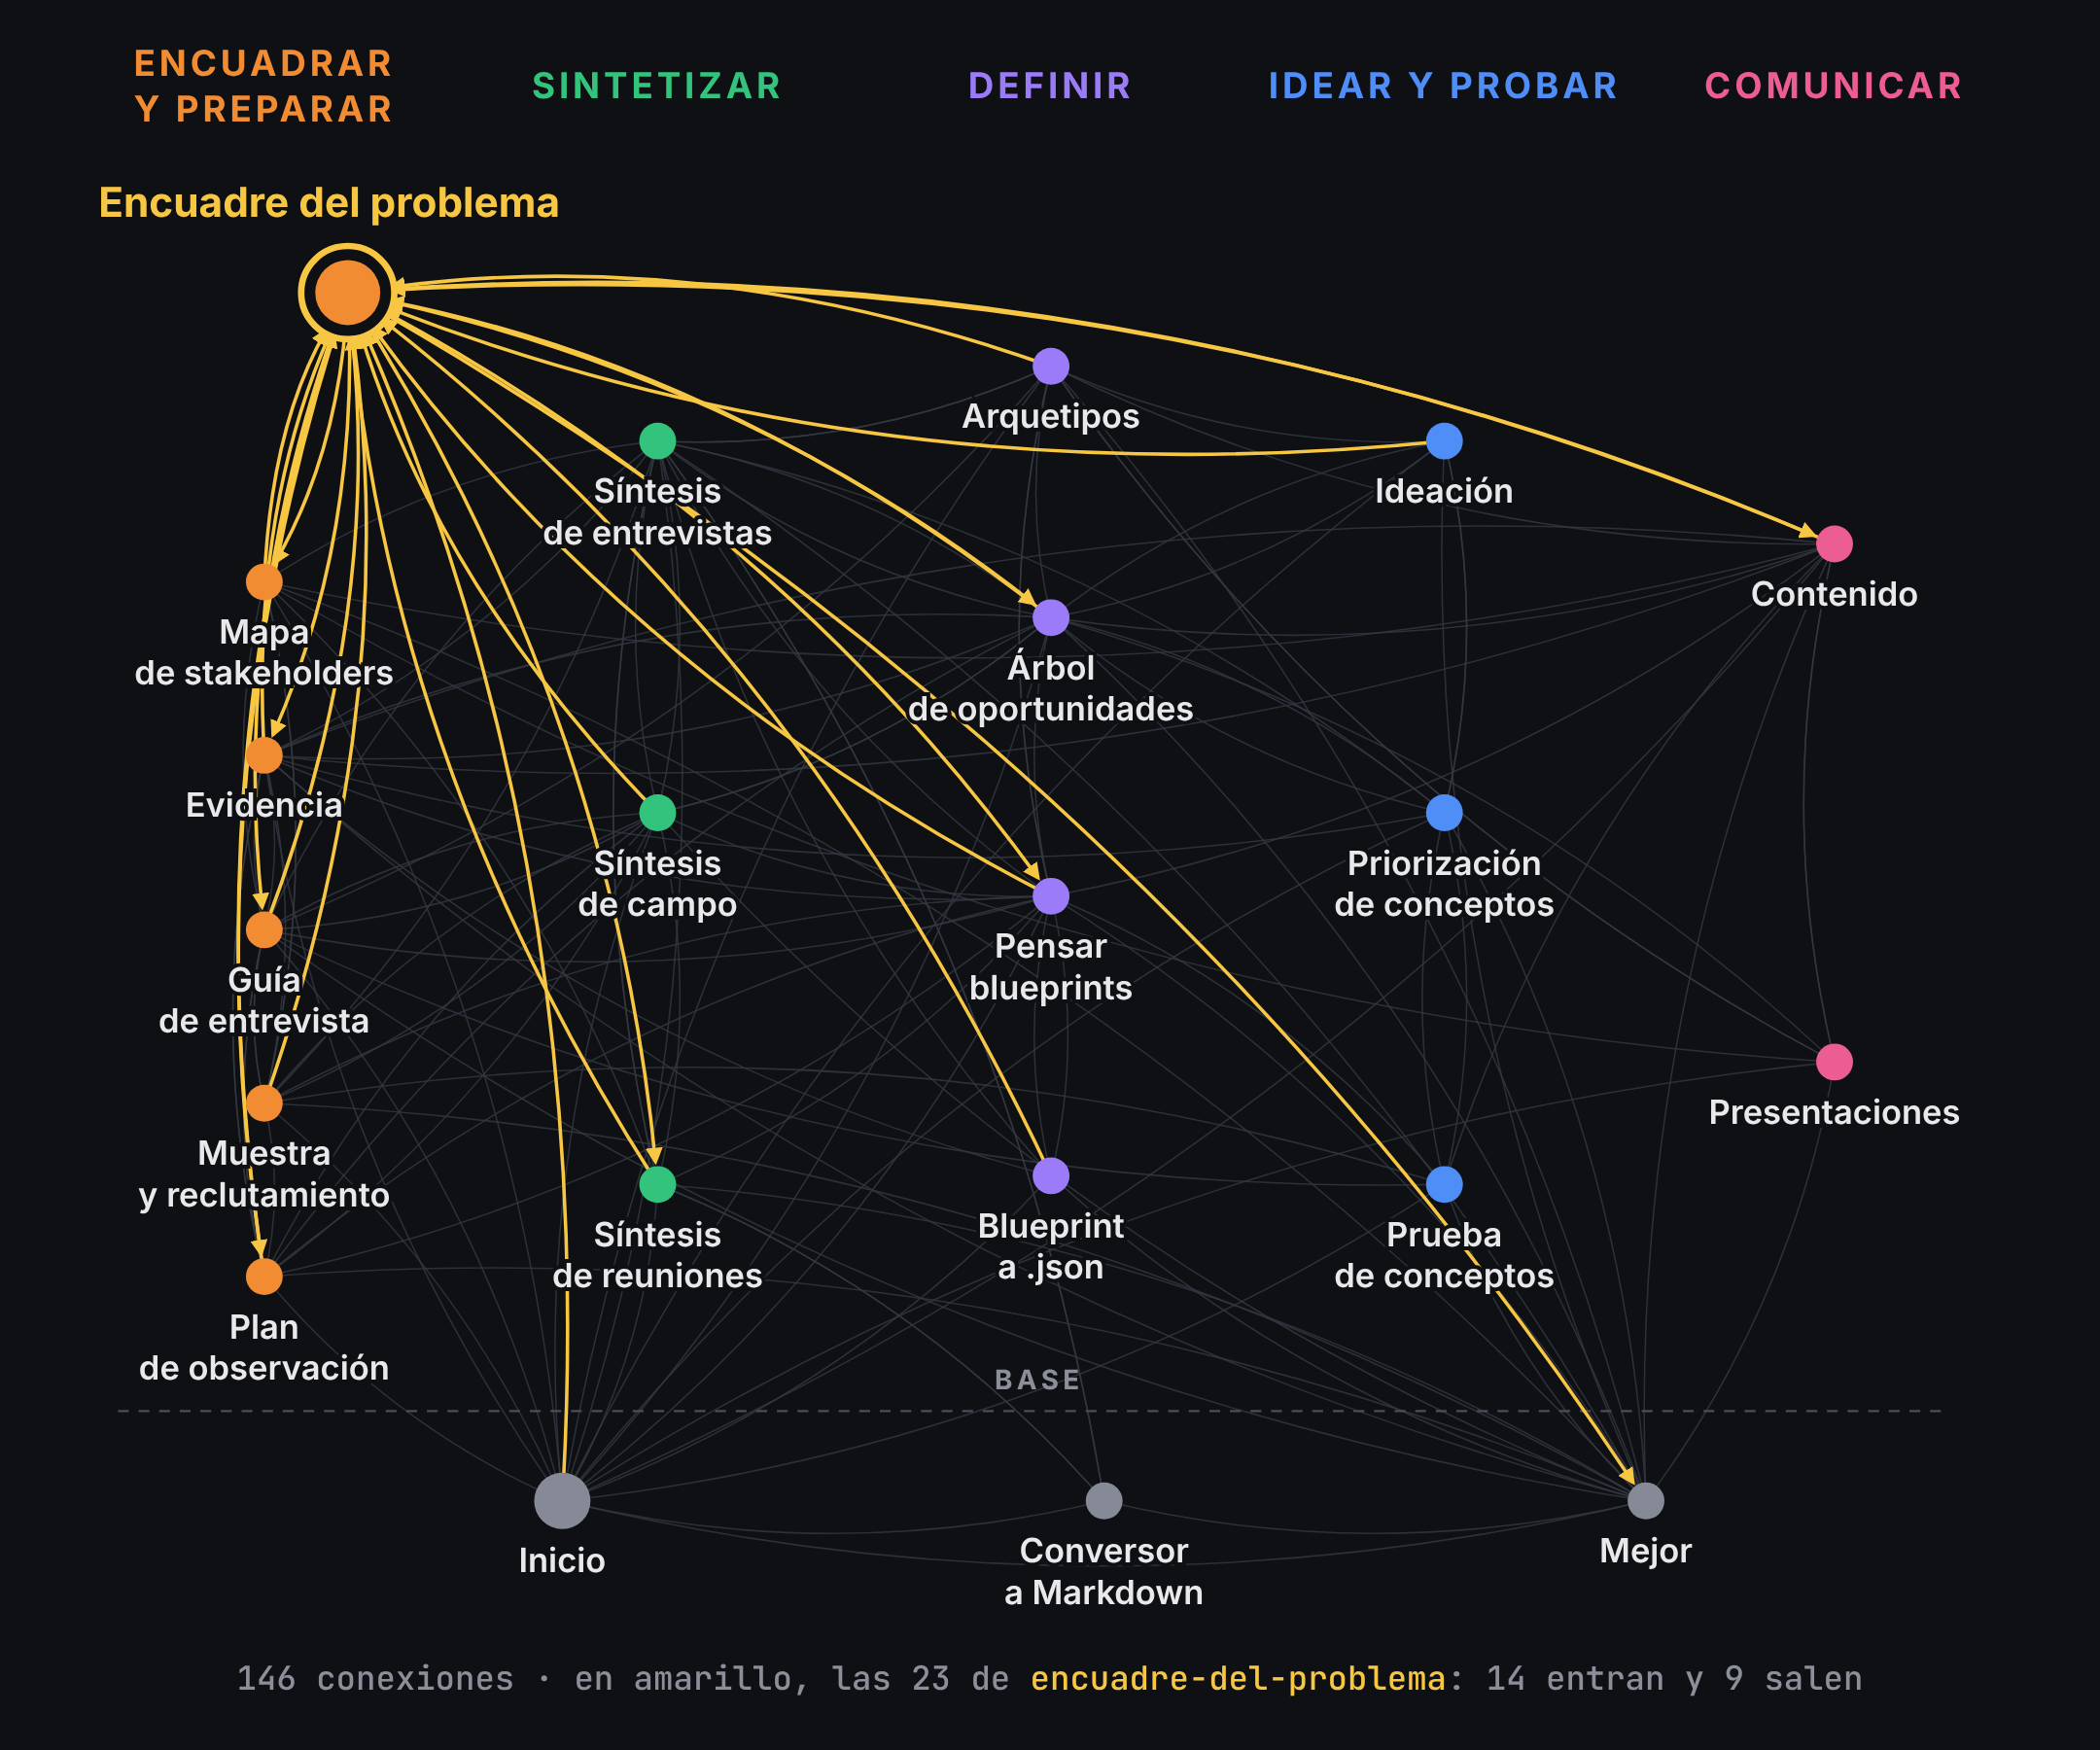 ENCUADRAR
Y PREPARAR
SINTETIZAR
DEFINIR
IDEAR Y PROBAR
COMUNICAR
Encuadre del problema
Arquetipos
Síntesis
de entrevistas
Ideación
Contenido
Mapa
de stakeholders
Árbol
de oportunidades
Evidencia
Síntesis
de campo
Priorización
de conceptos
Pensar
blueprints
Guía
de entrevista
Presentaciones
Muestra
y reclutamiento
Síntesis
de reuniones
Blueprint
a .json
Prueba
de conceptos
Plan
de observación
BASE
Inicio
Conversor
a Markdown
Mejor
146 conexiones · en amarillo, las 23 de encuadre-del-problema: 14 entran y 9 salen